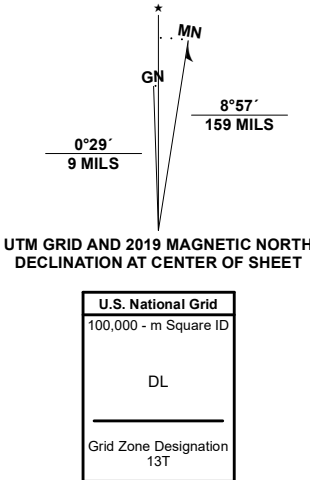 ★
MN
GN
8°57´
159 MILS
0°29´
9 MILS
UTM GRID AND 2019 MAGNETIC NORTH
DECLINATION AT CENTER OF SHEET
U.S. National Grid
100,000 - m Square ID
DL
Grid Zone Designation
13T